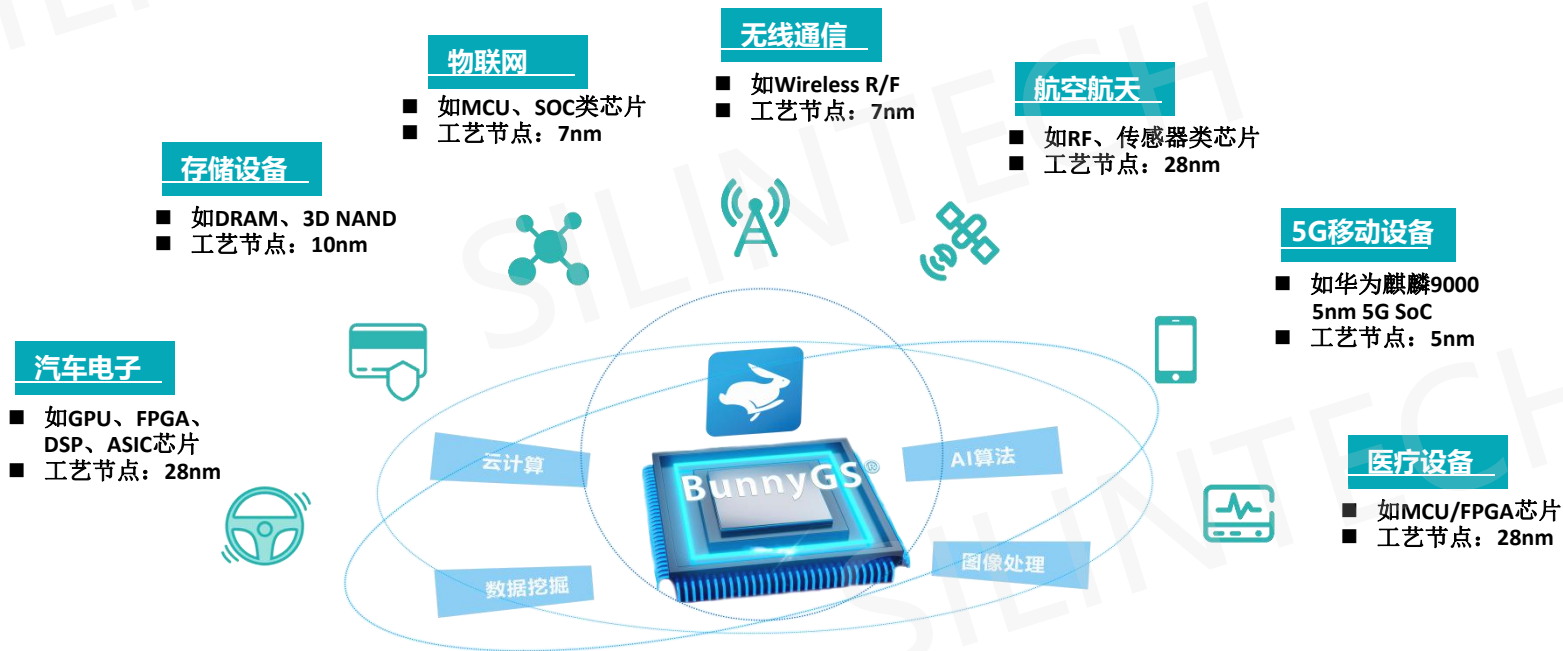 无线通信
■ 如Wireless R/F
■ 工艺节点：7nm
物联网
■ 如MCU、SOC类芯片
■ 工艺节点：7nm
航空航天
■ 如RF、传感器类芯片
■ 工艺节点：28nm
存储设备
■ 如DRAM、3D NAND
■ 工艺节点：10nm
5G移动设备
■ 如华为麒麟9000
5nm 5G SoC
■ 工艺节点：5nm
汽车电子
■ 如GPU、FPGA、
DSP、ASIC芯片
■ 工艺节点：28nm
医疗设备
■ 如MCU/FPGA芯片
■ 工艺节点：28nm
云计算
AI算法
BunnyGS®
数据挖掘
图像处理
SILINTECH
SILINTECH